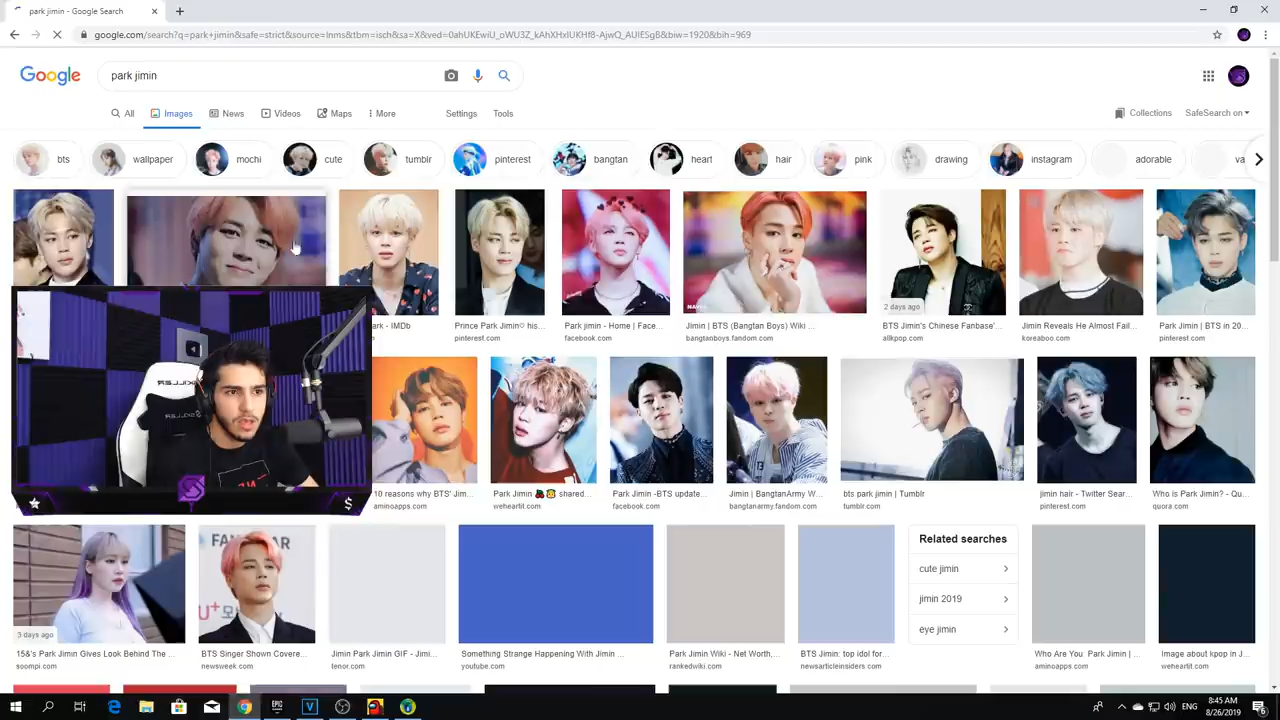 park jimin - Google Search
google.com/search?q=park+jimin&safe=strict&source=lnms&tbm=isch&sa=X&ved=0ahUKEwiU_oWU3Z_kAhXHxIUKHf8-AjwQ_AUIESgB&biw=1920&bih=969
Google
park jimin
All Images News Videos Maps More Settings Tools
Collections SafeSearch on
bts wallpaper mochi cute tumblr pinterest bangtan heart hair pink drawing instagram adorable va
2 days ago
ark - IMDb
Prince Park Jimin♡ his...
pinterest.com
Park jimin - Home | Face...
facebook.com
Jimin | BTS (Bangtan Boys) Wiki ...
bangtanboys.fandom.com
BTS Jimin's Chinese Fanbase'...
allkpop.com
Jimin Reveals He Almost Fail...
koreaboo.com
Park Jimin | BTS in 20...
pinterest.com
10 reasons why BTS' Jim...
aminoapps.com
Park Jimin shared...
weheartit.com
Park Jimin -BTS update...
facebook.com
Jimin | BangtanArmy W...
bangtanarmy.fandom.com
bts park jimin | Tumblr
tumblr.com
jimin hair - Twitter Sear...
pinterest.com
Who is Park Jimin? - Qu...
quora.com
3 days ago
15&'s Park Jimin Gives Look Behind The ...
soompi.com
BTS Singer Shown Covere...
newsweek.com
Jimin Park Jimin GIF - Jimi...
tenor.com
Something Strange Happening With Jimin ...
youtube.com
Park Jimin Wiki - Net Worth,...
rankedwiki.com
BTS Jimin: top idol for...
newsarticleinsiders.com
Related searches
cute jimin
jimin 2019
eye jimin
Who Are You Park Jimin | ...
aminoapps.com
Image about kpop in J...
weheartit.com
ENG
8:45 AM
8/26/2019